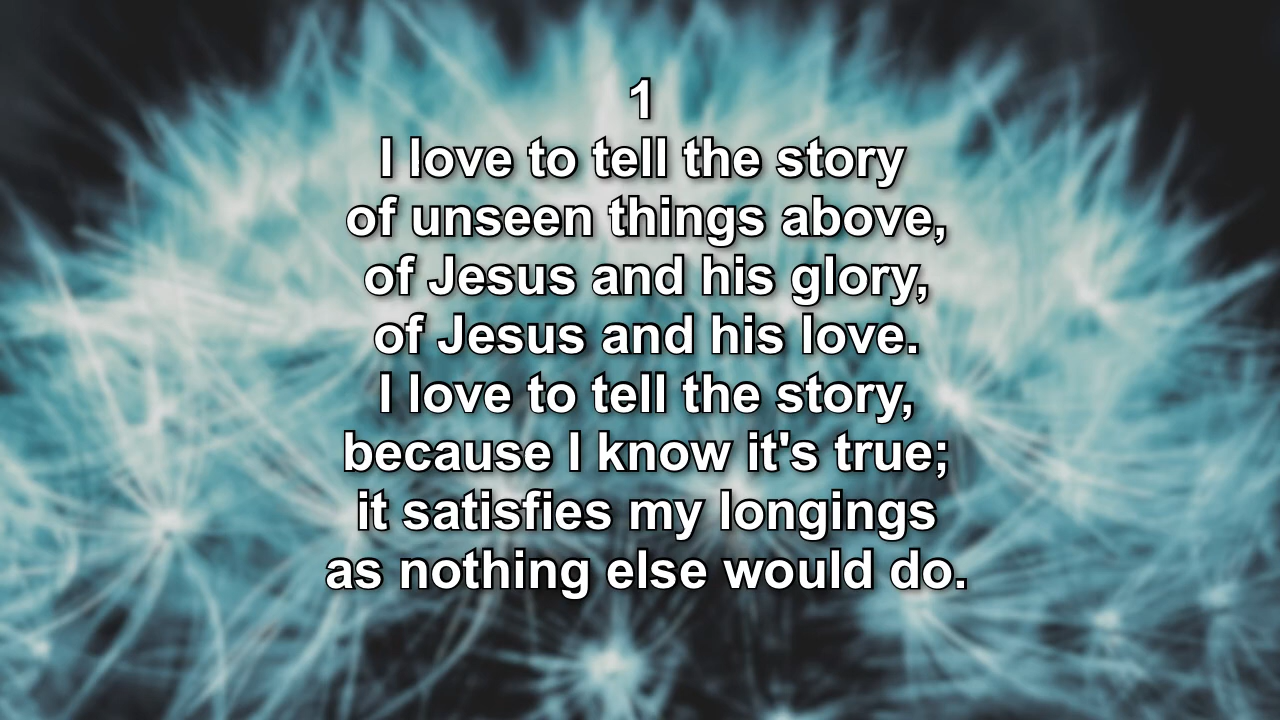 1
I love to tell the story
of unseen things above,
of Jesus and his glory,
of Jesus and his love.
I love to tell the story,
because I know it's true;
it satisfies my longings
as nothing else would do.